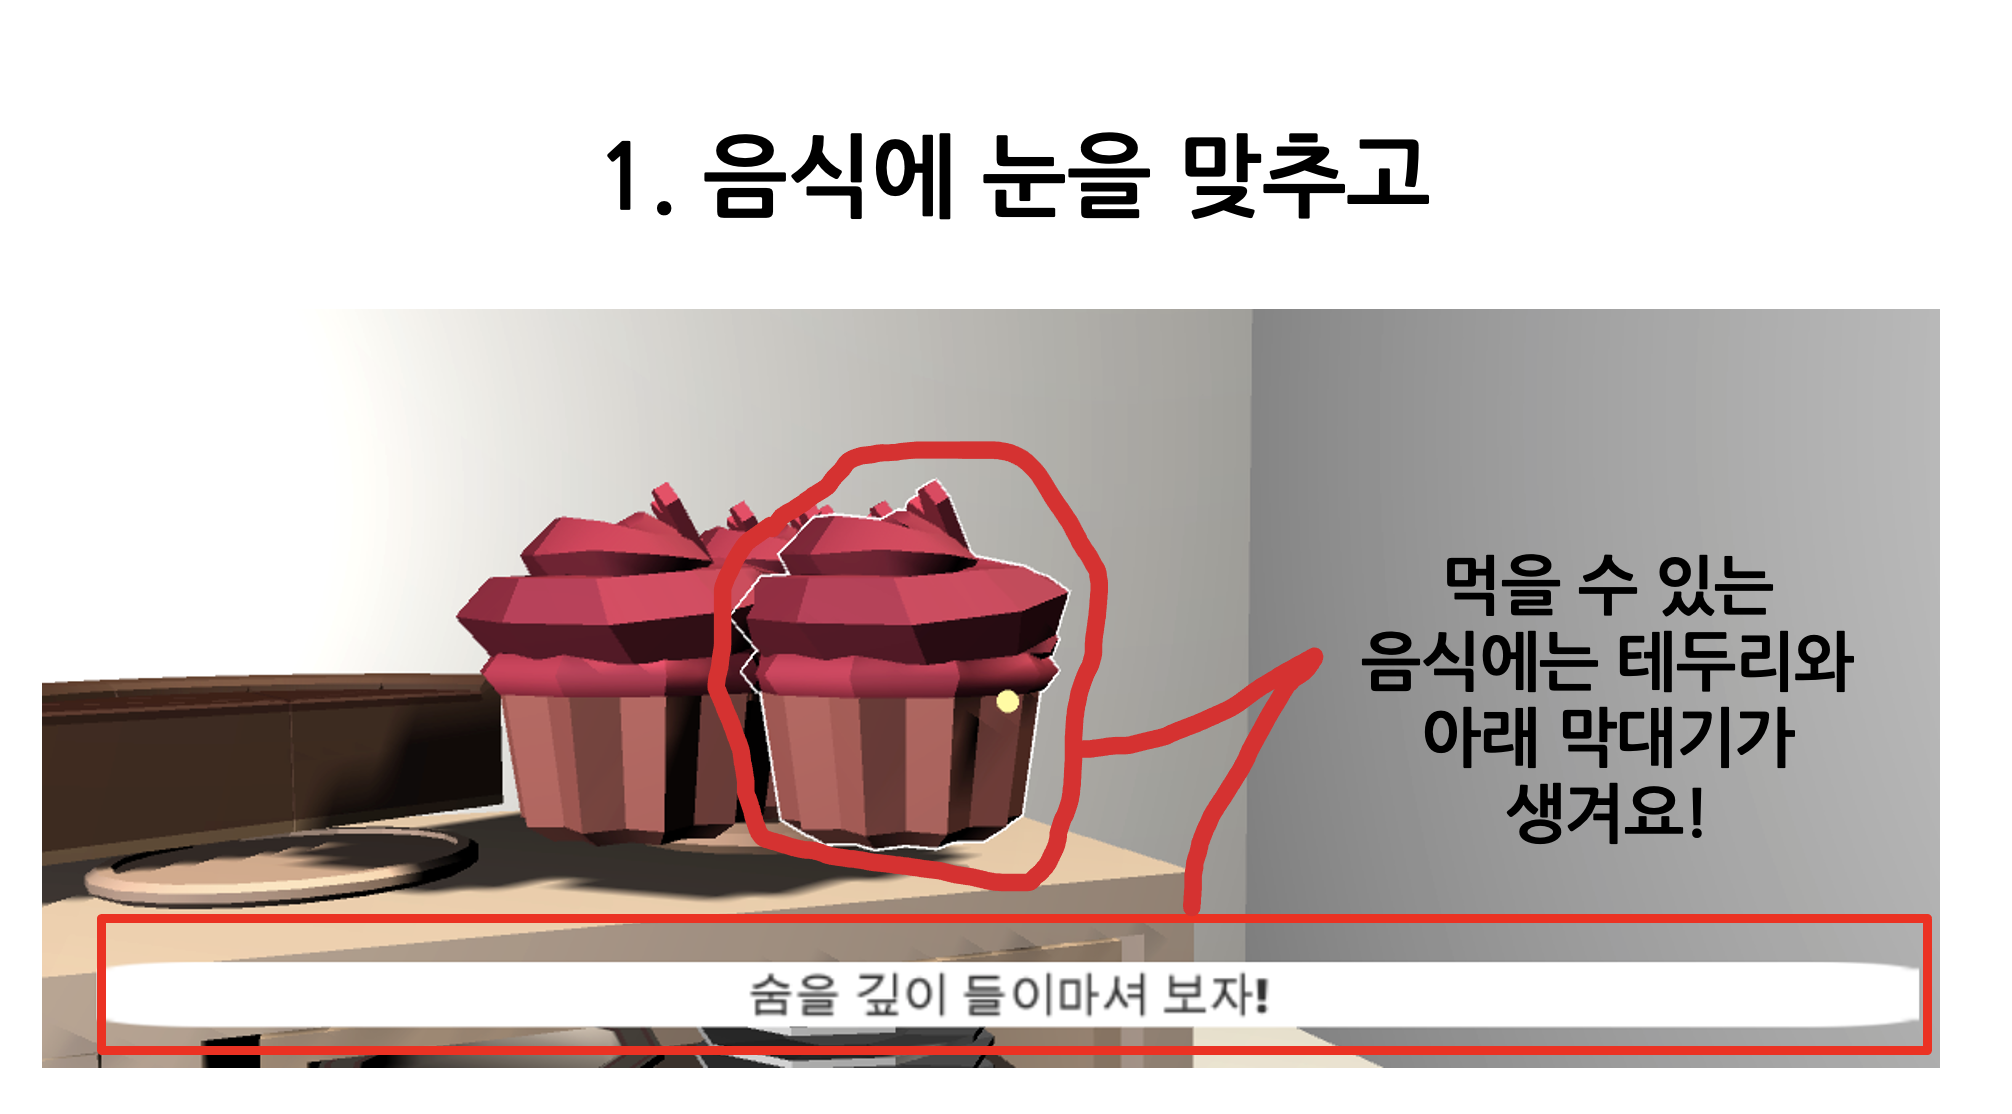 1. 음식에 눈을 맞추고
먹을 수 있는
음식에는 테두리와
아래 막대기가
생겨요!
숨을 깊이 들이마셔 보자!